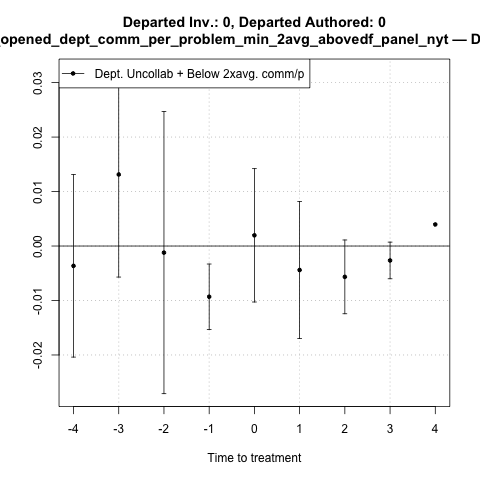 Departed Inv.: 0, Departed Authored: 0
opened_dept_comm_per_problem_min_2avg_abovedf_panel_nyt — D
Dept. Uncollab + Below 2xavg. comm/p
0.03
0.02
0.01
0.00
-0.01
-0.02
-4 -3 -2 -1 0 1 2 3 4
Time to treatment